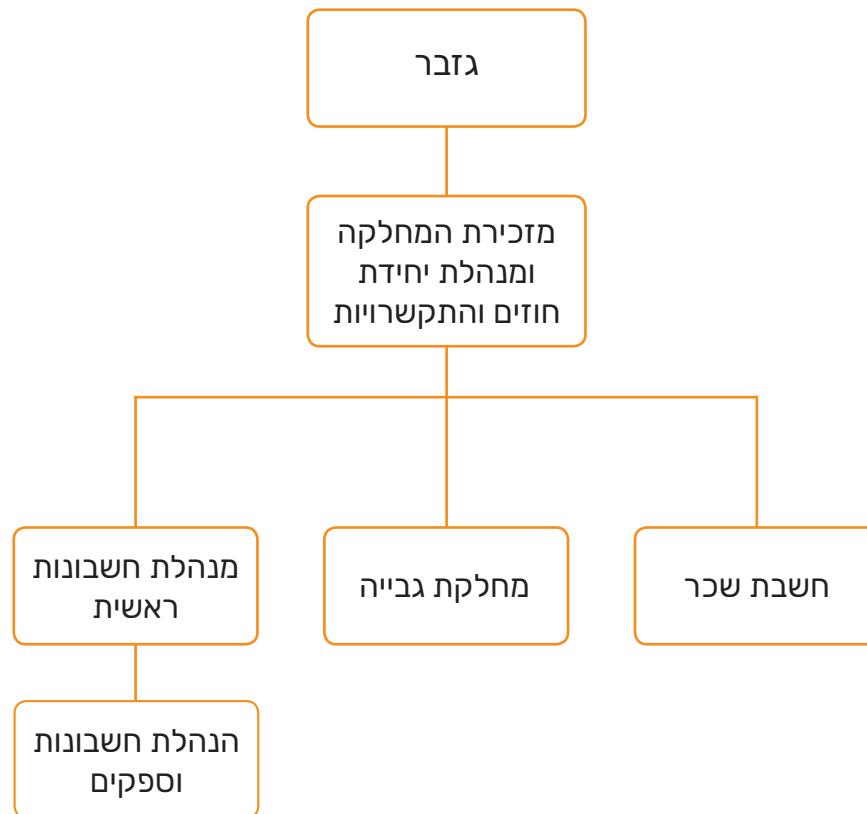 גזבר
מזכירת המחלקה
ומנהלת יחידת
חוזים והתקשרויות
חשבת שכר
מחלקת גבייה
מנהלת חשבונות
ראשית
הנהלת חשבונות
וספקים